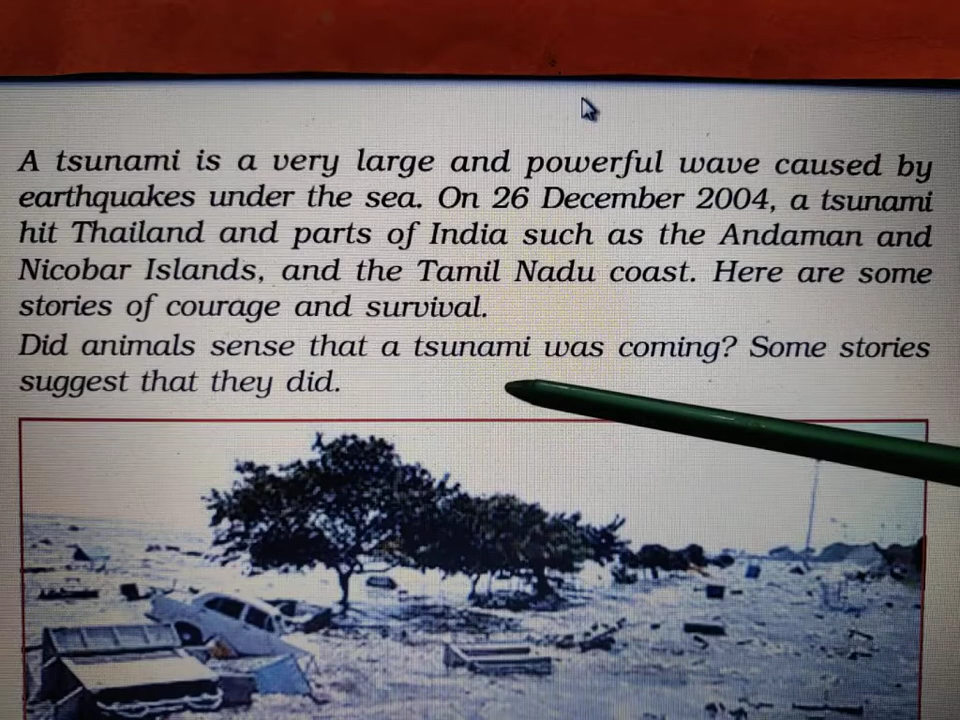 A tsunami is a very large and powerful wave caused by
earthquakes under the sea. On 26 December 2004, a tsunami
hit Thailand and parts of India such as the Andaman and
Nicobar Islands, and the Tamil Nadu coast. Here are some
stories of courage and survival.
Did animals sense that a tsunami was coming? Some stories
suggest that they did.